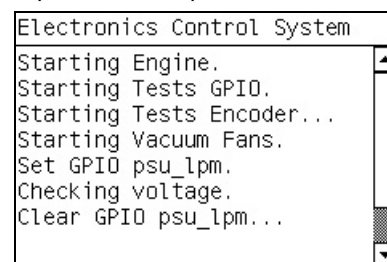 Electronics Control System
Starting Engine.
Starting Tests GPIO.
Starting Tests Encoder...
Starting Vacuum Fans.
Set GPIO psu_lpm.
Checking voltage.
Clear GPIO psu_lpm...